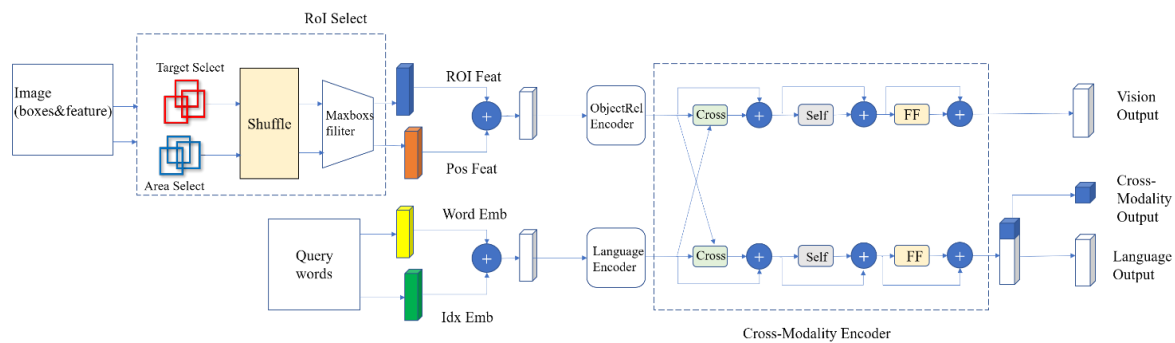 RoI Select
Image
(boxes&feature)
Target Select
Area Select
Shuffle
Maxboxs
filiter
ROI Feat
+
Pos Feat
ObjectRel
Encoder
Cross
+
Self
+
FF
+
Vision
Output
Query
words
Word Emb
+
Idx Emb
Language
Encoder
Cross
+
Self
+
FF
+
Cross-
Modality
Output
Language
Output
Cross-Modality Encoder